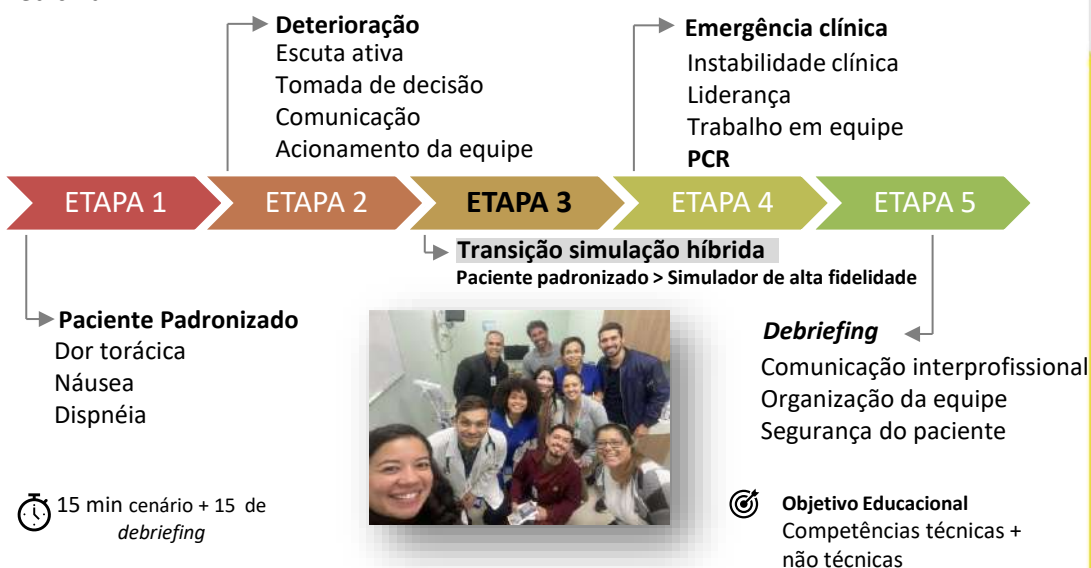 Deterioração
Escuta ativa
Tomada de decisão
Comunicação
Acionamento da equipe
Emergência clínica
Instabilidade clínica
Liderança
Trabalho em equipe
PCR
ETAPA 1
ETAPA 2
ETAPA 3
ETAPA 4
ETAPA 5
Transição simulação híbrida
Paciente padronizado > Simulador de alta fidelidade
Paciente Padronizado
Dor torácica
Náusea
Dispnéia
Debriefing
Comunicação interprofissional
Organização da equipe
Segurança do paciente
15 min cenário + 15 de
debriefing
Objetivo Educacional
Competências técnicas +
não técnicas